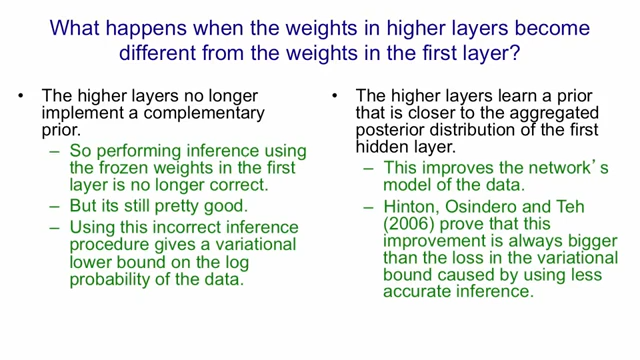 What happens when the weights in higher layers become
different from the weights in the first layer?
• The higher layers no longer
implement a complementary
prior.
– So performing inference using
the frozen weights in the first
layer is no longer correct.
– But its still pretty good.
– Using this incorrect inference
procedure gives a variational
lower bound on the log
probability of the data.
• The higher layers learn a prior
that is closer to the aggregated
posterior distribution of the first
hidden layer.
– This improves the network’s
model of the data.
– Hinton, Osindero and Teh
(2006) prove that this
improvement is always bigger
than the loss in the variational
bound caused by using less
accurate inference.